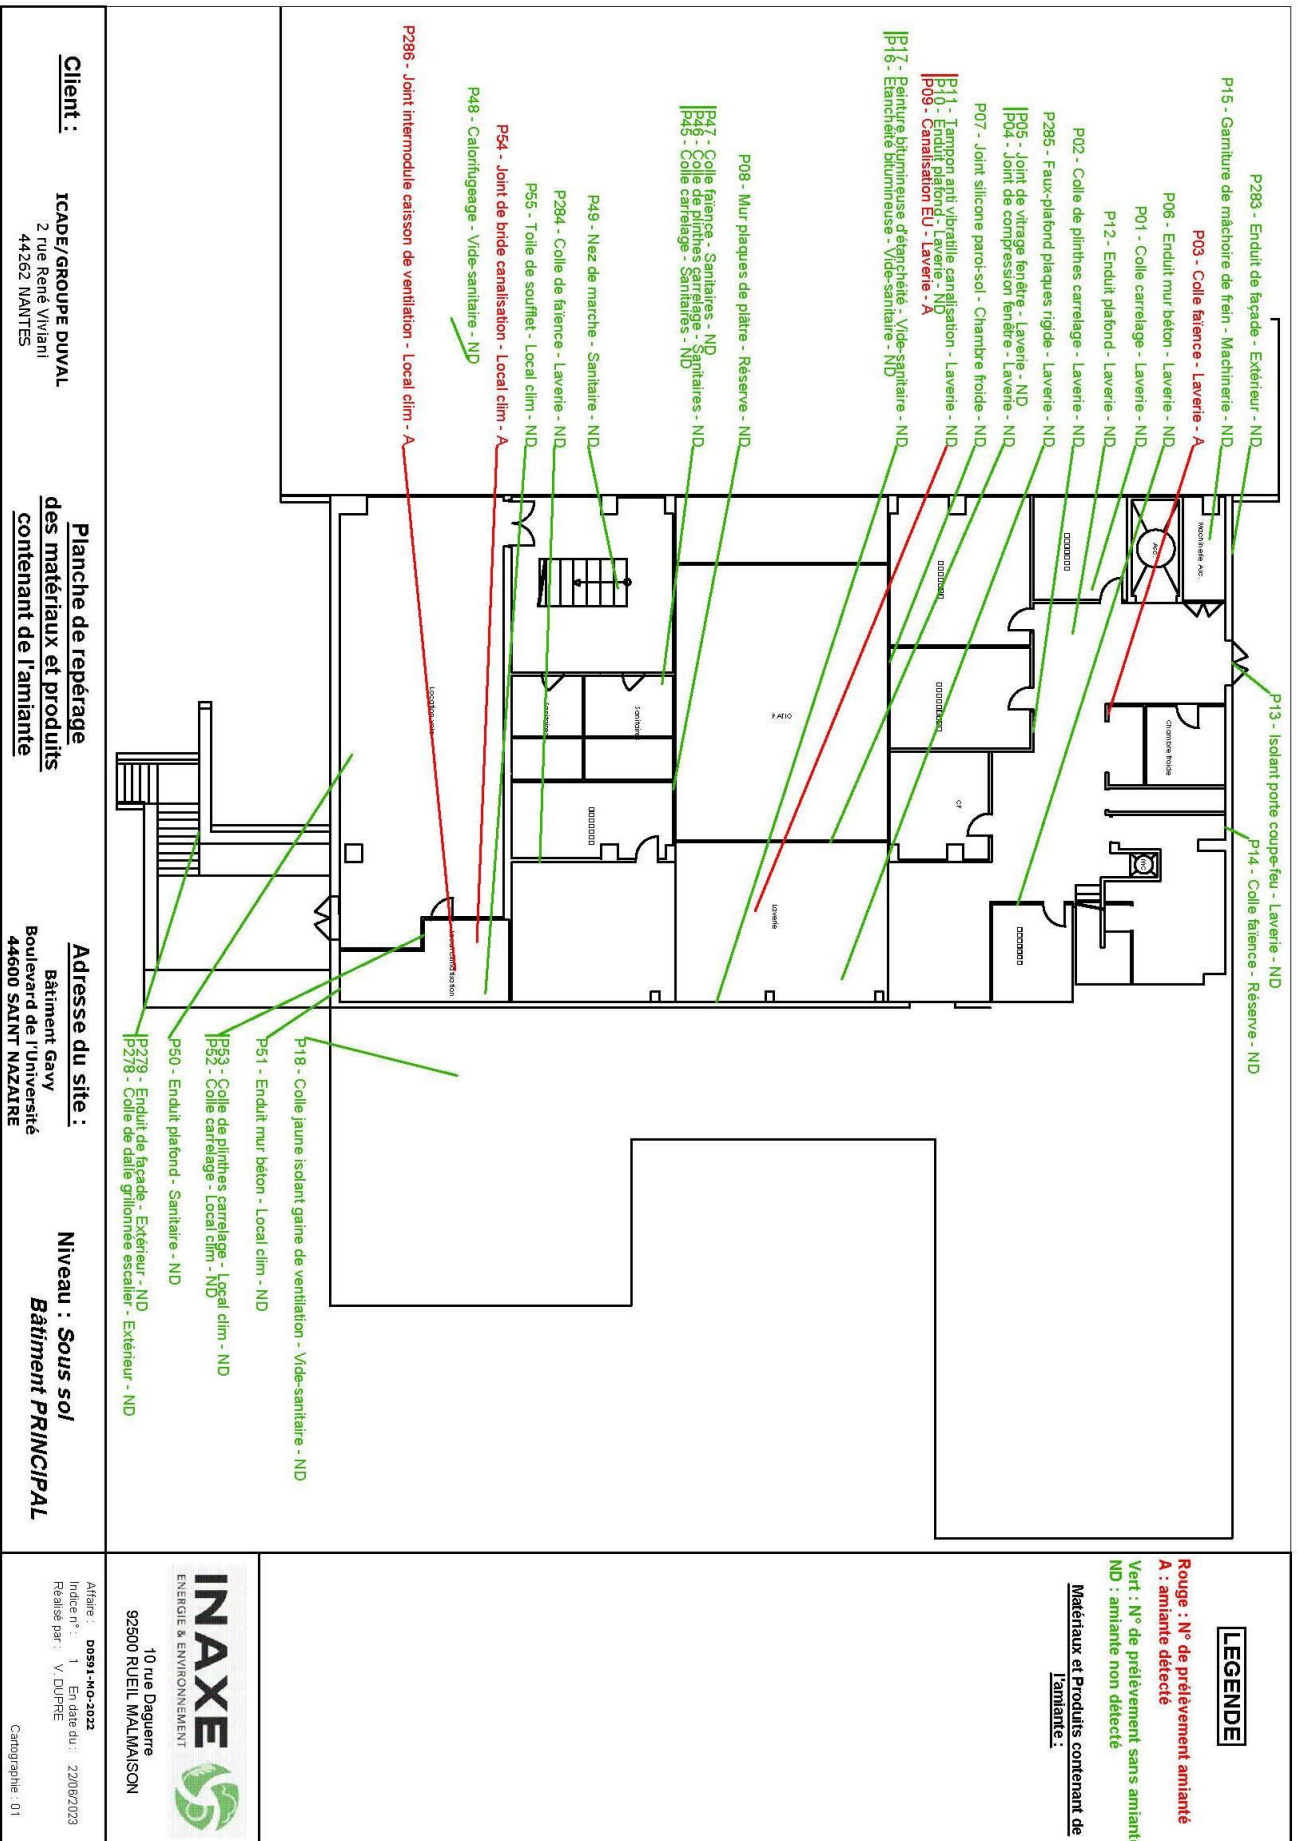 P283 - Enduit de façade - Extérieur - ND
P15 - Garniture de mâchoire de frein - Machinerie - ND
P03 - Colle faïence - Laverie - A
P06 - Enduit mur béton - Laverie - ND
P01 - Colle carrelage - Laverie - ND
P12 - Enduit plafond - Laverie - ND
P02 - Colle de plinthes carrelage - Laverie - ND
P285 - Faux-plafond plaques rigide - Laverie - ND
P05 - Joint de vitrage fenêtre - Laverie - ND
P04 - Joint de compression fenêtre - Laverie - ND
P07 - Joint silicone paroi-sol - Chambre froide - ND
P11 - Tampon anti vibratille canalisation - Laverie - ND
P10 - Enduit plafond - Laverie - ND
P09 - Canalisation EU - Laverie - A
P17 - Peinture bitumineuse d'étanchéité - Vide-sanitaire - ND
P16 - Etanchéité bitumineuse - Vide-sanitaire - ND
P08 - Mur plaques de plâtre - Réserve - ND
P47 - Colle faïence - Sanitaires - ND
P46 - Colle de plinthes carrelage - Sanitaires - ND
P45 - Colle carrelage - Sanitaires - ND
P49 - Nez de marche - Sanitaire - ND
P284 - Colle de faïence - Laverie - ND
P55 - Toile de soufflet - Local clim - ND
P54 - Joint de bride canalisation - Local clim - A
P48 - Calorifugeage - Vide-sanitaire - ND
P286 - Joint intermodule caisson de ventilation - Local clim - A
Machinerie Asc.
Asc
Chambre froide
MC
CF
PATIO
Laverie
Sanitaires
Sanitaires
P13 - Isolant porte coupe-feu - Laverie - ND
P14 - Colle faïence - Réserve - ND
P18 - Colle jaune isolant gaine de ventilation - Vide-sanitaire - ND
P51 - Enduit mur béton - Local clim - ND
P53 - Colle de plinthes carrelage - Local clim - ND
P52 - Colle carrelage - Local clim - ND
P50 - Enduit plafond - Sanitaire - ND
P279 - Enduit de façade - Extérieur - ND
P278 - Colle de dalle grillonnée escalier - Extérieur - ND
LEGENDE
Rouge : N° de prélèvement amianté
A : amiante détecté
Vert : N° de prélèvement sans amiante
ND : amiante non détecté
Matériaux et Produits contenant de
l'amiante :
Client :
ICADE/GROUPE DUVAL
2 rue René Viviani
44262 NANTES
Planche de repérage
des matériaux et produits
contenant de l'amiante
Adresse du site :
Bâtiment Gavy
Boulevard de l'Université
44600 SAINT NAZAIRE
Niveau : Sous sol
Bâtiment PRINCIPAL
INAXE
ENERGIE & ENVIRONNEMENT
10 rue Daguerre
92500 RUEIL MALMAISON
Affaire : D0591-MO-2022
Indice n° : 1 En date du : 22/06/2023
Réalisé par : V. DUPRE
Cartographie : 01